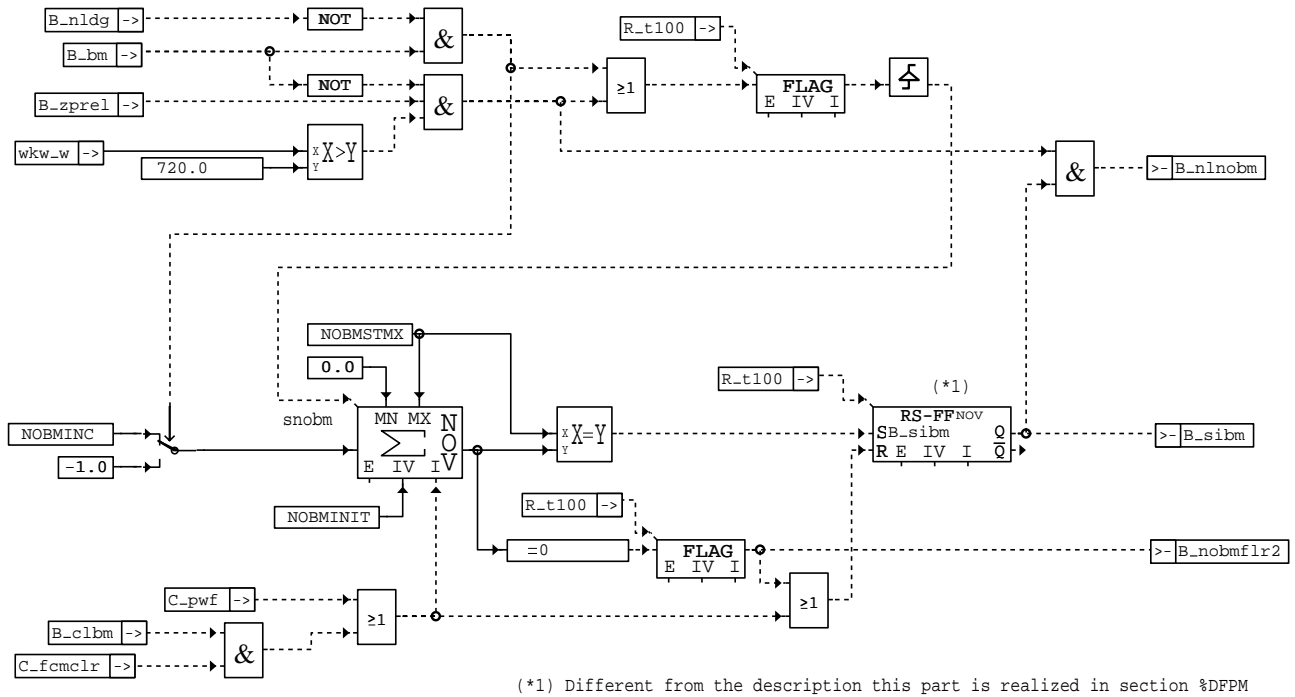 B_nldg ->
NOT
&
B_bm ->
NOT
&
B_zprel ->
wkw_w ->
X
Y
X>Y
720.0
≥1
R_t100 ->
FLAG
E IV I
&
>- B_nlnobm
NOBMSTMX
0.0
snobm
MN MX
NOV
E IV I
NOBMINC
-1.0
NOBMINIT
X
Y
X=Y
R_t100 ->
(*1)
RS-FF NOV
S B_sibm Q
R E IV I Q
>- B_sibm
R_t100 ->
=0
FLAG
E IV I
>- B_nobmflr2
≥1
C_pwf ->
≥1
B_clbm ->
&
C_fcmclr ->
(*1) Different from the description this part is realized in section %DFPM